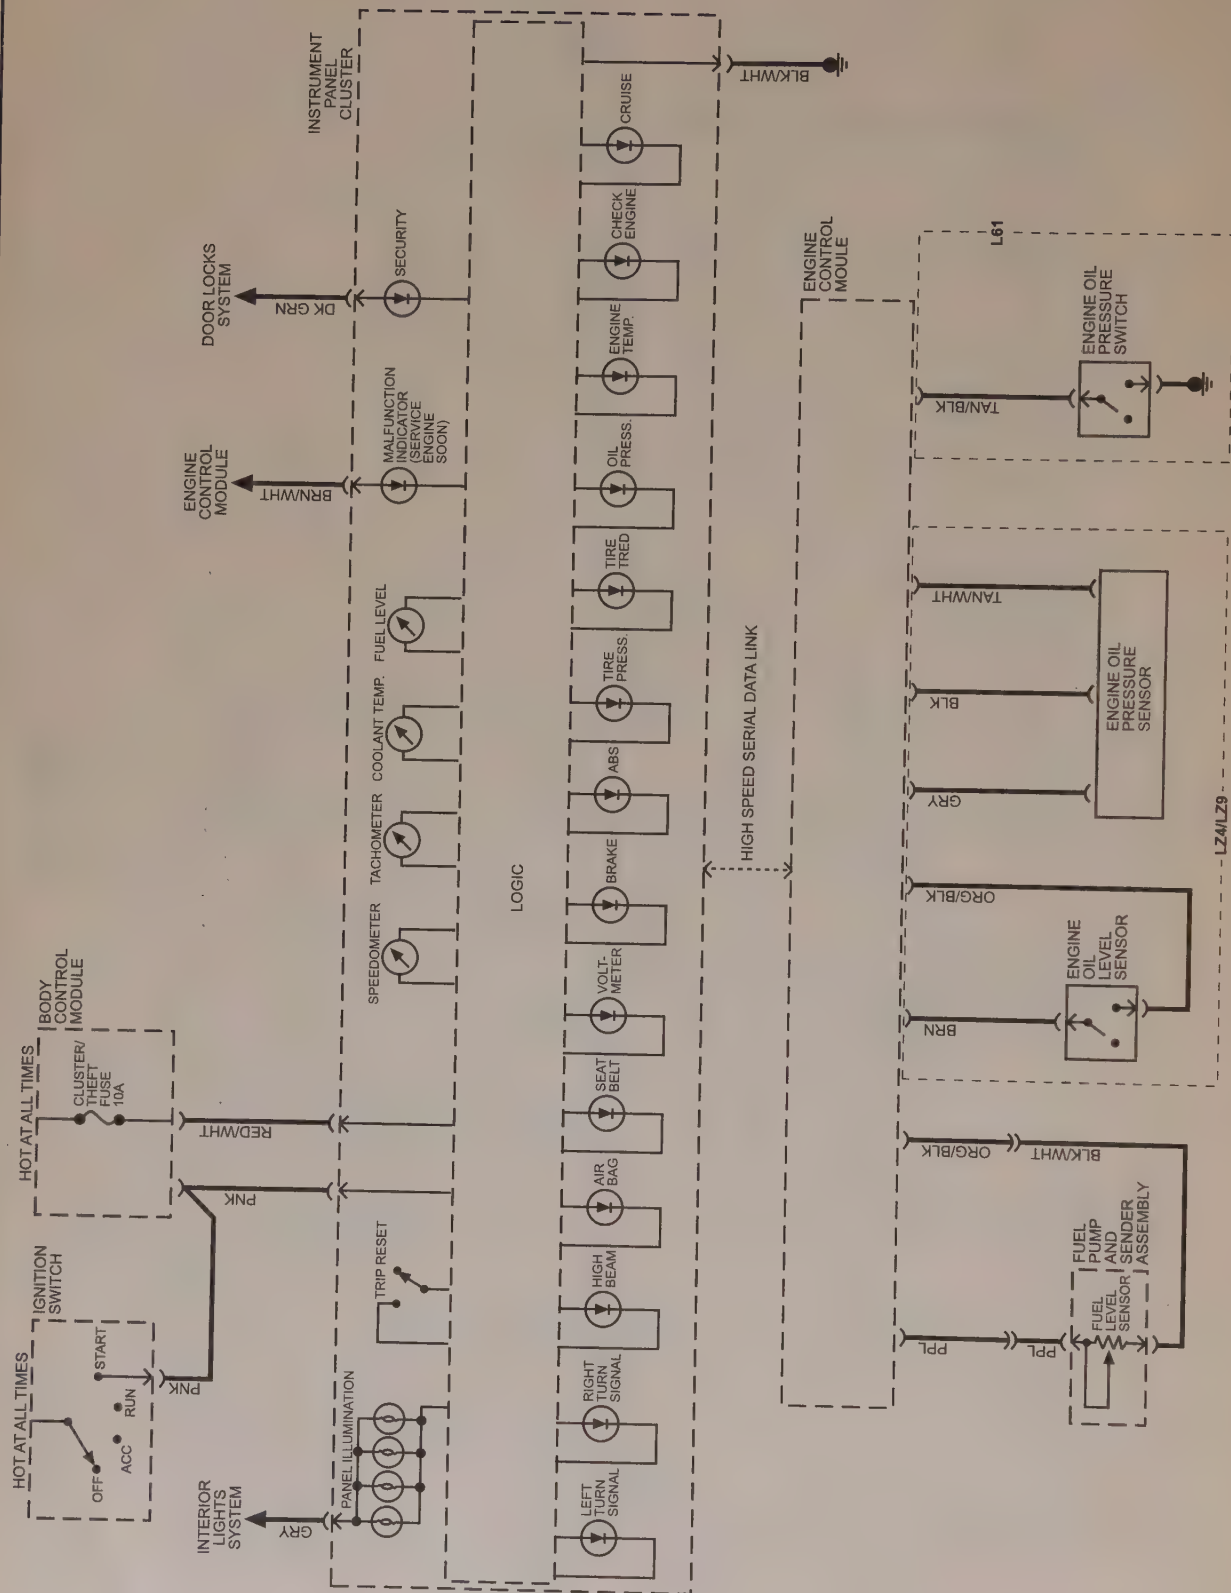 HOT AT ALL TIMES
IGNITION
SWITCH
OFF
ACC
RUN
START
PNK
HOT AT ALL TIMES
BODY
CONTROL
MODULE
CLUSTER/
THEFT
FUSE
10A
PNK
RED/WHT
INTERIOR
LIGHTS
SYSTEM
GRY
ENGINE
CONTROL
MODULE
BRN/WHT
DOOR LOCKS
SYSTEM
DK GRN
INSTRUMENT
PANEL
CLUSTER
PANEL ILLUMINATION
TRIP RESET
SPEEDOMETER
TACHOMETER
COOLANT TEMP.
FUEL LEVEL
MALFUNCTION
INDICATOR
(SERVICE
ENGINE
SOON)
SECURITY
LOGIC
LEFT
TURN
SIGNAL
RIGHT
TURN
SIGNAL
HIGH
BEAM
AIR
BAG
SEAT
BELT
VOLT-
METER
BRAKE
ABS
TIRE
PRESS.
TIRE
TRED
OIL
PRESS.
ENGINE
TEMP.
CHECK
ENGINE
CRUISE
BLK/WHT
HIGH SPEED SERIAL DATA LINK
ENGINE
CONTROL
MOULE
PPL
PPL
ORG/BLK
BLK/WHT
FUEL
PUMP
AND
SENDER
ASSEMBLY
FUEL
LEVEL
SENSOR
BRN
ORG/BLK
ENGINE
OIL
LEVEL
SENSOR
GRY
BLK
TAN/WHT
ENGINE OIL
PRESSURE
SENSOR
LZ4/LZ9
TAN/BLK
ENGINE OIL
PRESSURE
SWITCH
L61